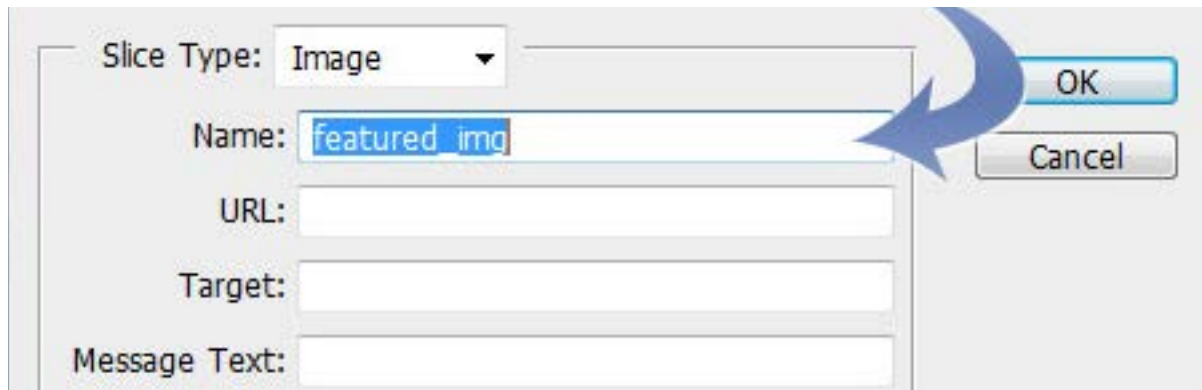 Slice Type: Image
OK
Name: featured_img
Cancel
URL:
Target:
Message Text: